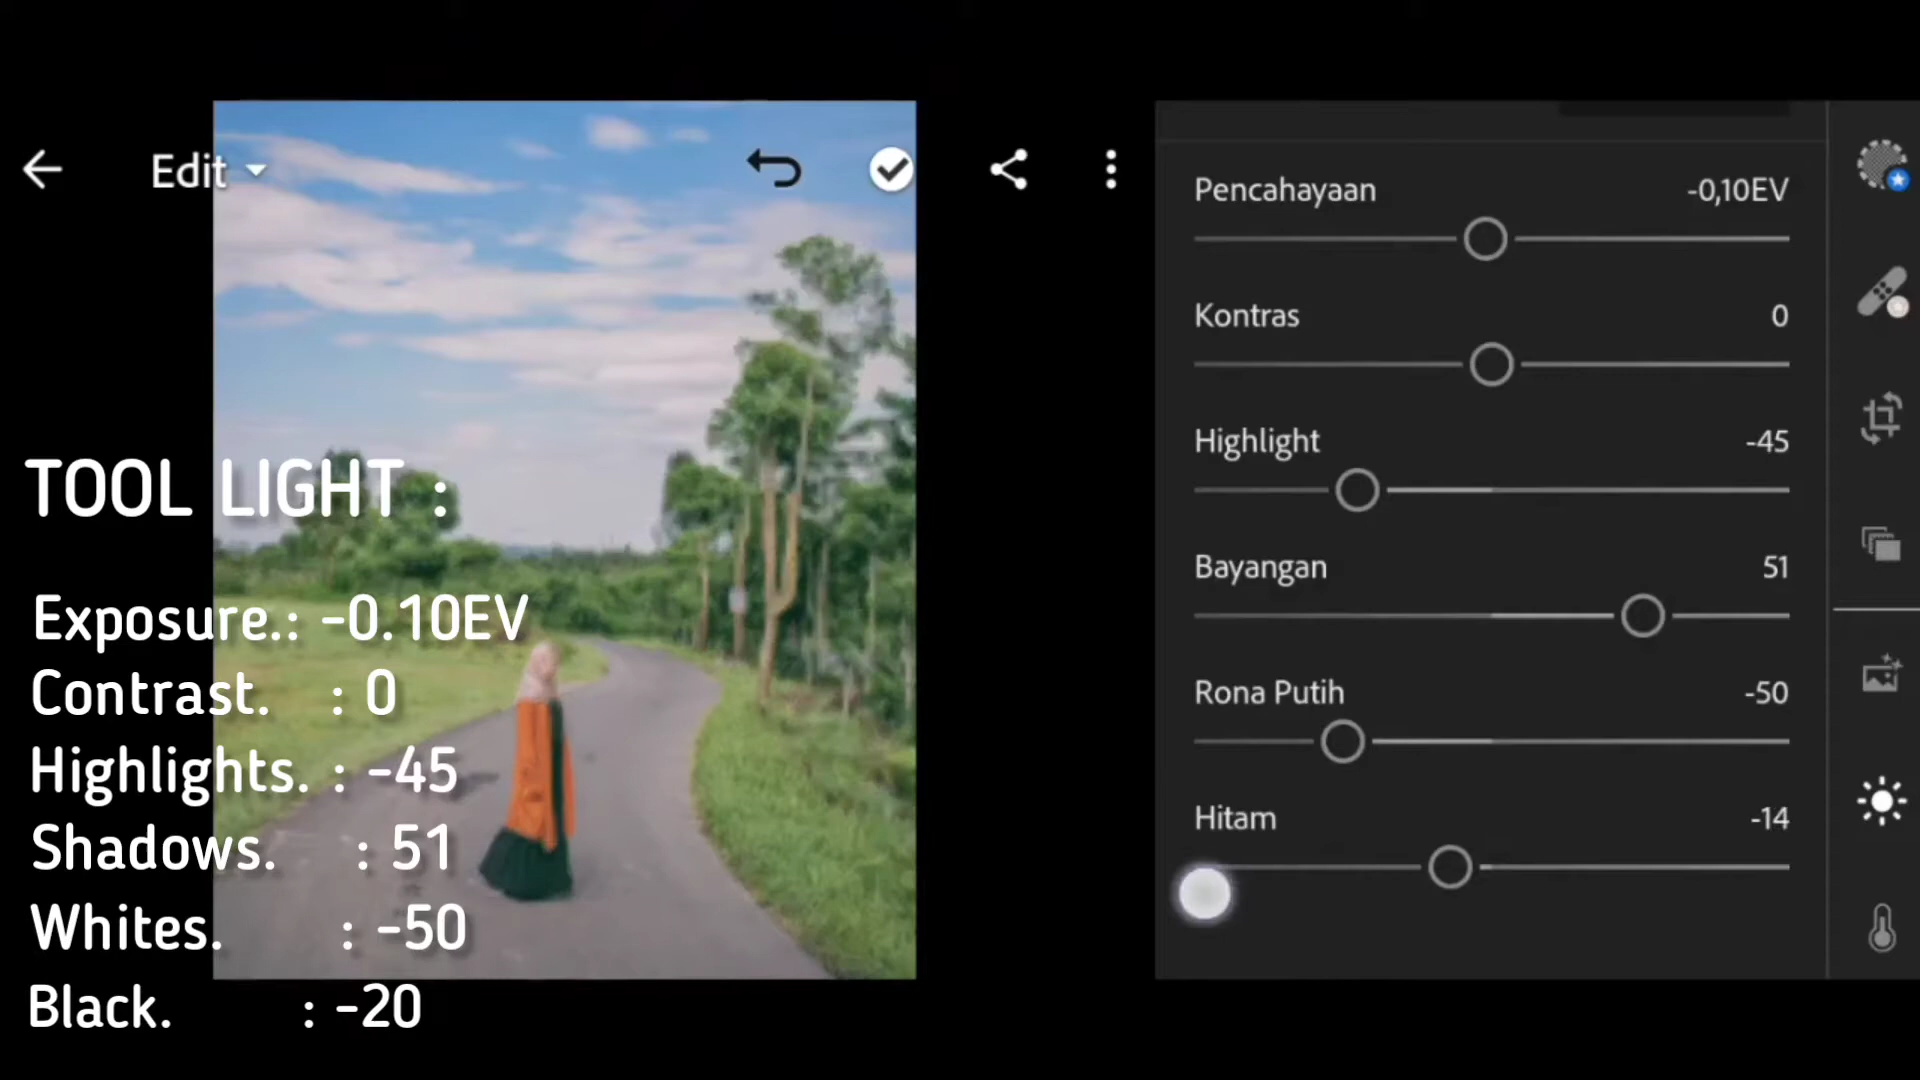 Edit
TOOL LIGHT :
Exposure.: -0.10EV
Contrast. : 0
Highlights. : -45
Shadows. : 51
Whites. : -50
Black. : -20
Pencahayaan -0,10EV
Kontras 0
Highlight -45
Bayangan 51
Rona Putih -50
Hitam -14